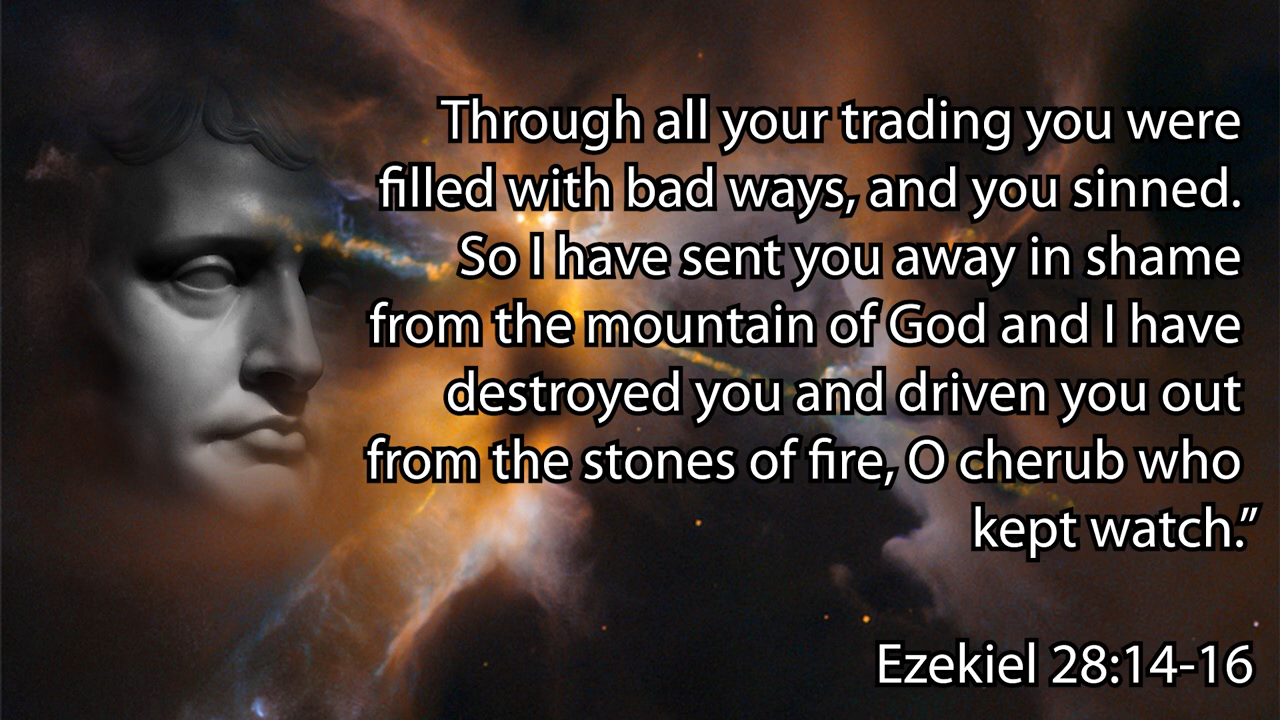 Through all your trading you were
filled with bad ways, and you sinned.
So I have sent you away in shame
from the mountain of God and I have
destroyed you and driven you out
from the stones of fire, O cherub who
kept watch.”
Ezekiel 28:14-16